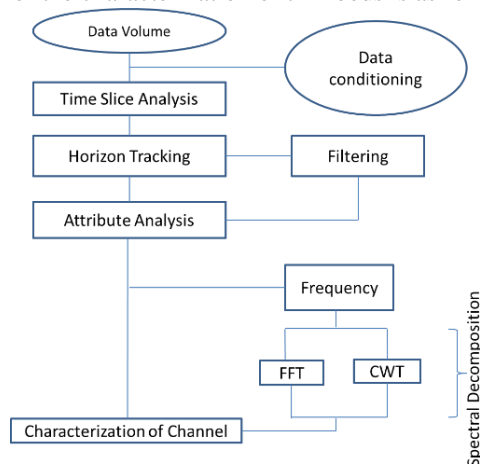 Data Volume
Data
conditioning
Time Slice Analysis
Horizon Tracking
Filtering
Attribute Analysis
Frequency
FFT
CWT
Spectral Decomposition
Characterization of Channel